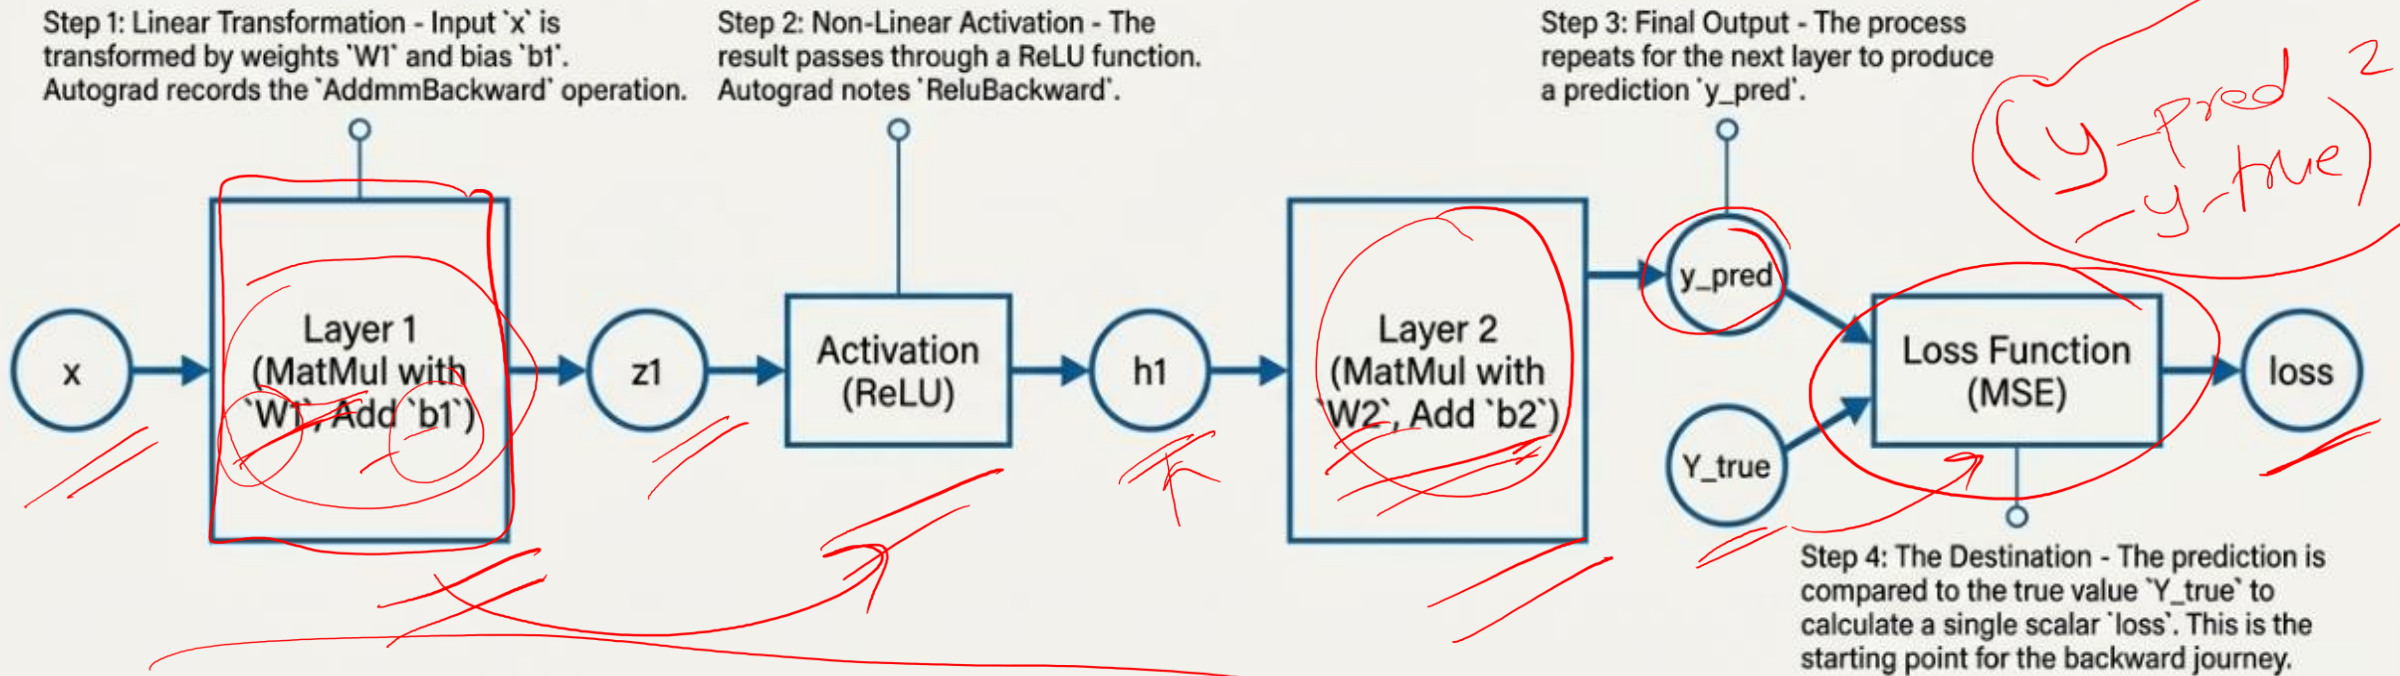 Step 1: Linear Transformation - Input `x` is
transformed by weights `W1` and bias `b1`.
Autograd records the `AddmmBackward` operation.
Step 2: Non-Linear Activation - The
result passes through a ReLU function.
Autograd notes `ReluBackward`.
Step 3: Final Output - The process
repeats for the next layer to produce
a prediction `y_pred`.
(y-pred
-y-true)
2
x
Layer 1
(MatMul with
`W1`, Add `b1`)
z1
Activation
(ReLU)
h1
Layer 2
(MatMul with
`W2`, Add `b2`)
y_pred
Y_true
Loss Function
(MSE)
loss
Step 4: The Destination - The prediction is
compared to the true value `Y_true` to
calculate a single scalar `loss`. This is the
starting point for the backward journey.